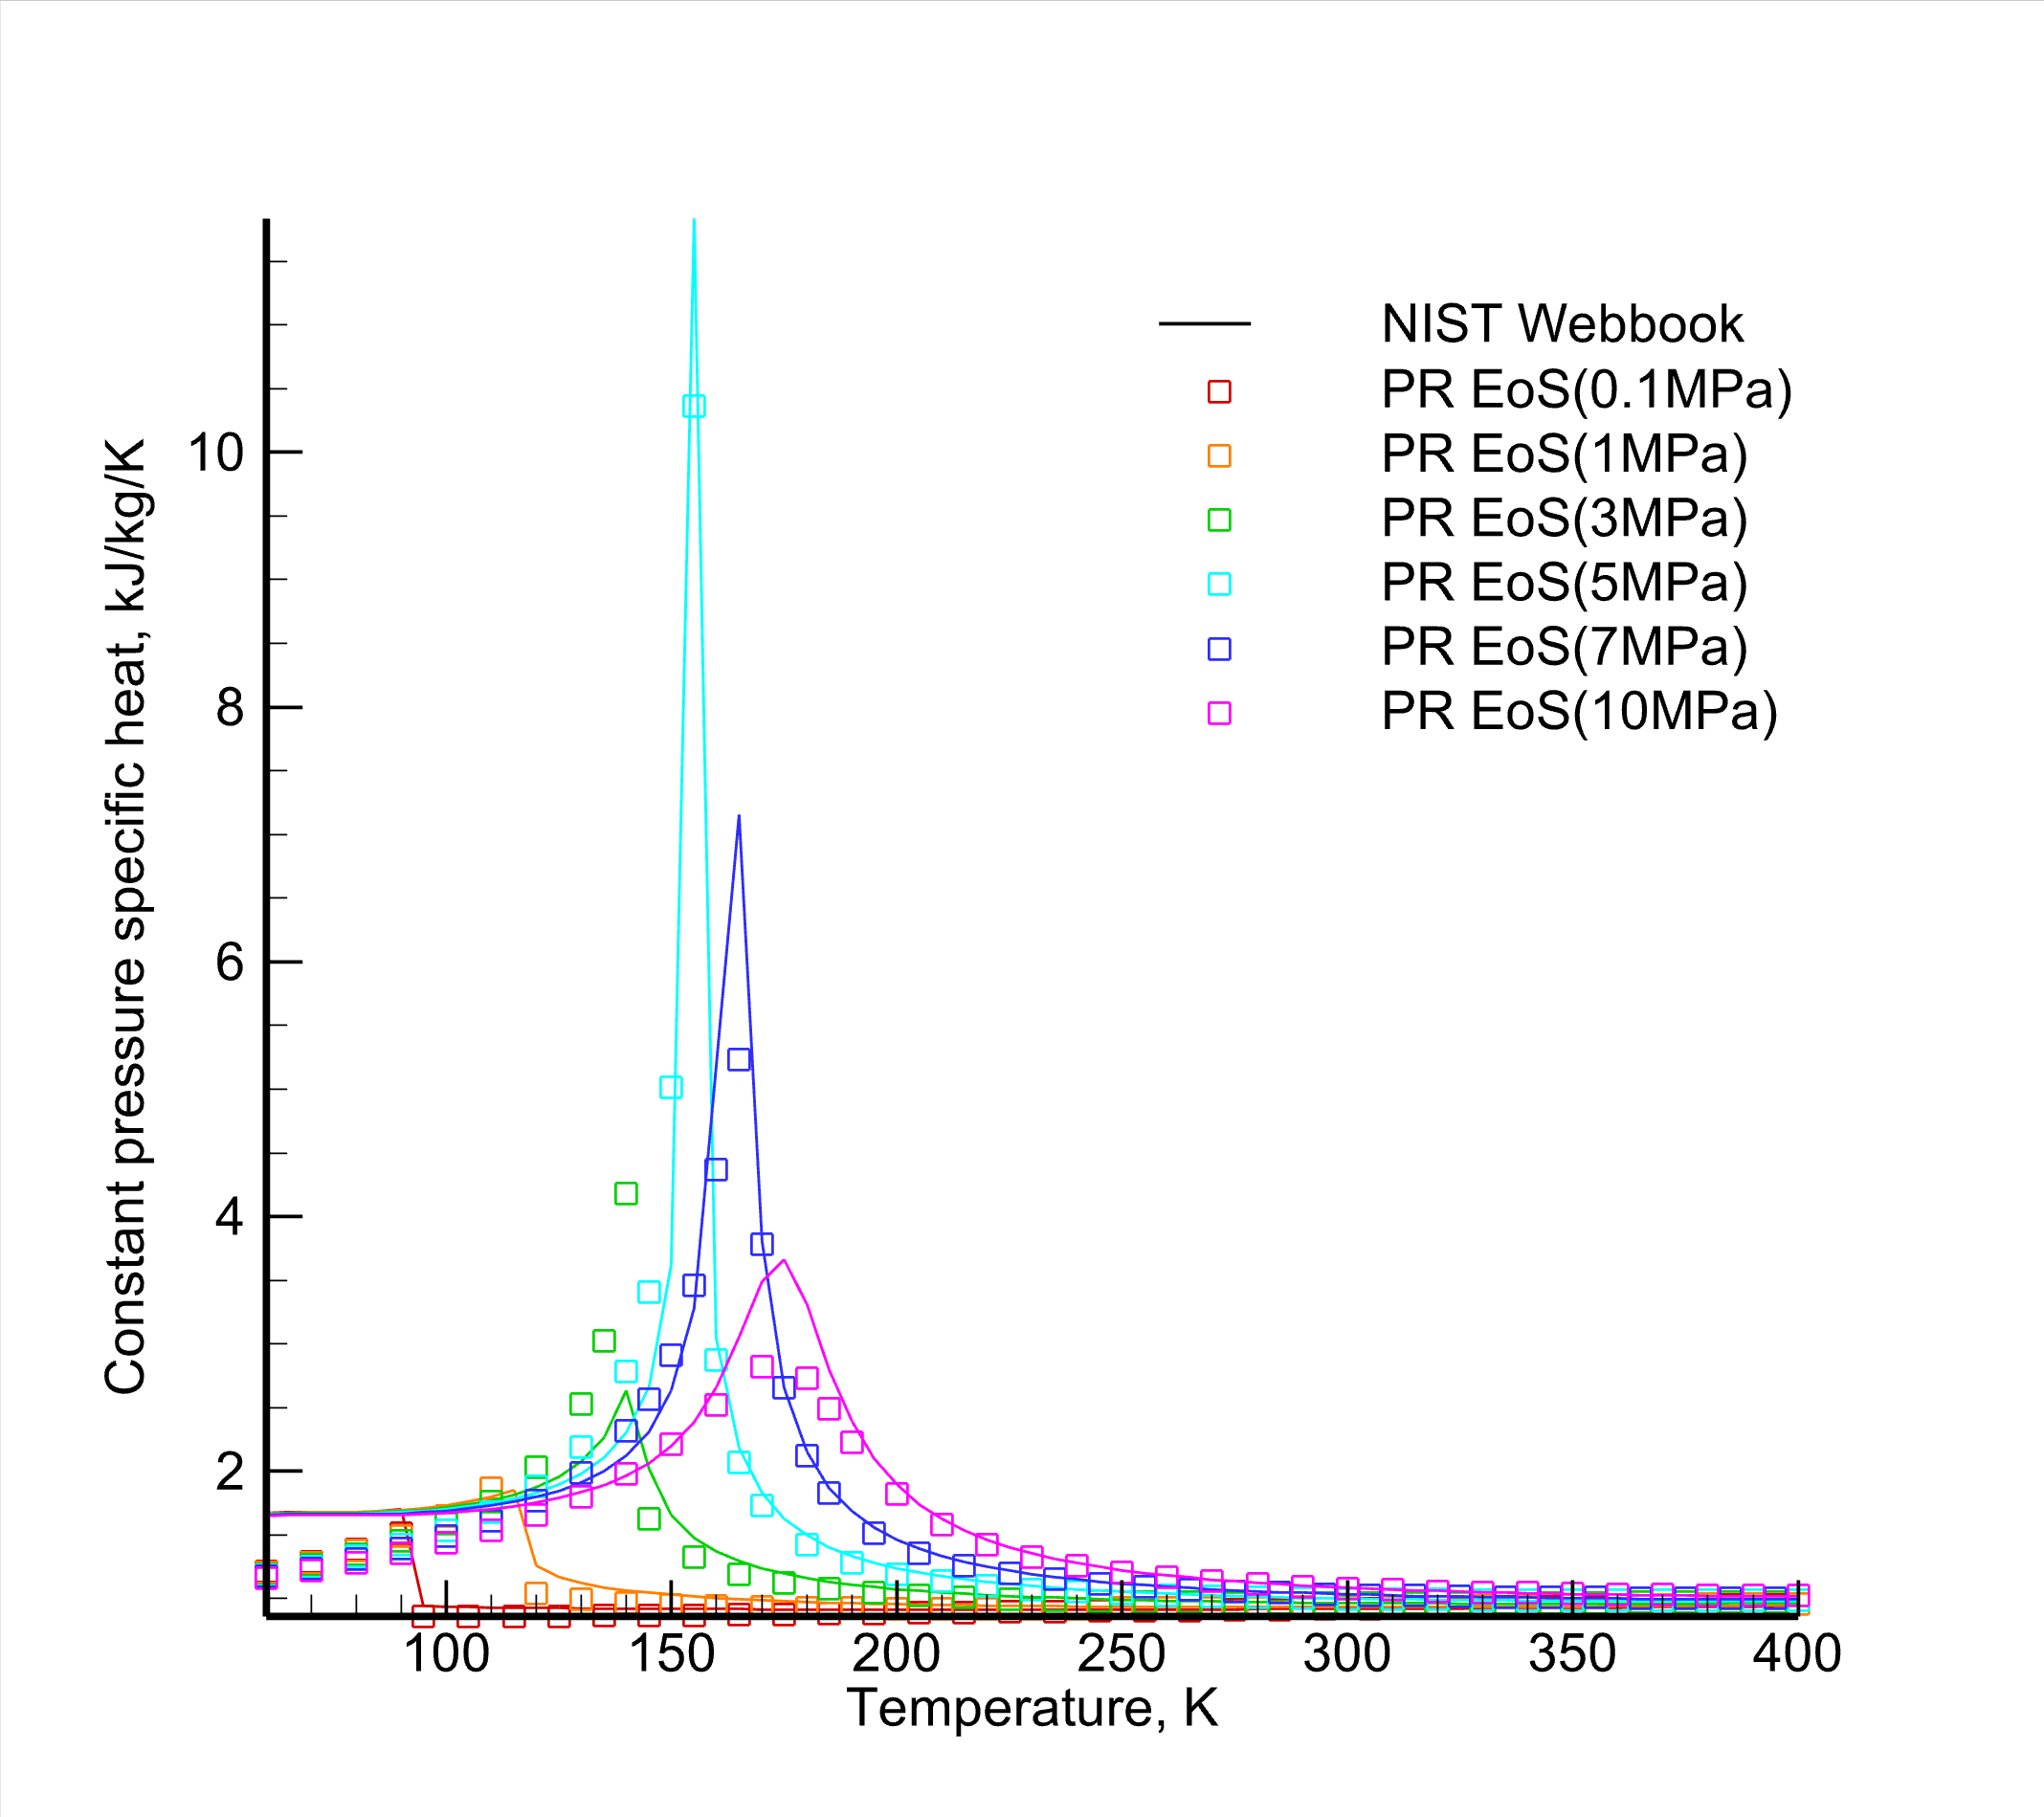 Constant pressure specific heat, kJ/kg/K
10
8
6
4
2
NIST Webbook
PR EoS(0.1MPa)
PR EoS(1MPa)
PR EoS(3MPa)
PR EoS(5MPa)
PR EoS(7MPa)
PR EoS(10MPa)
100 150 200 250 300 350 400
Temperature, K